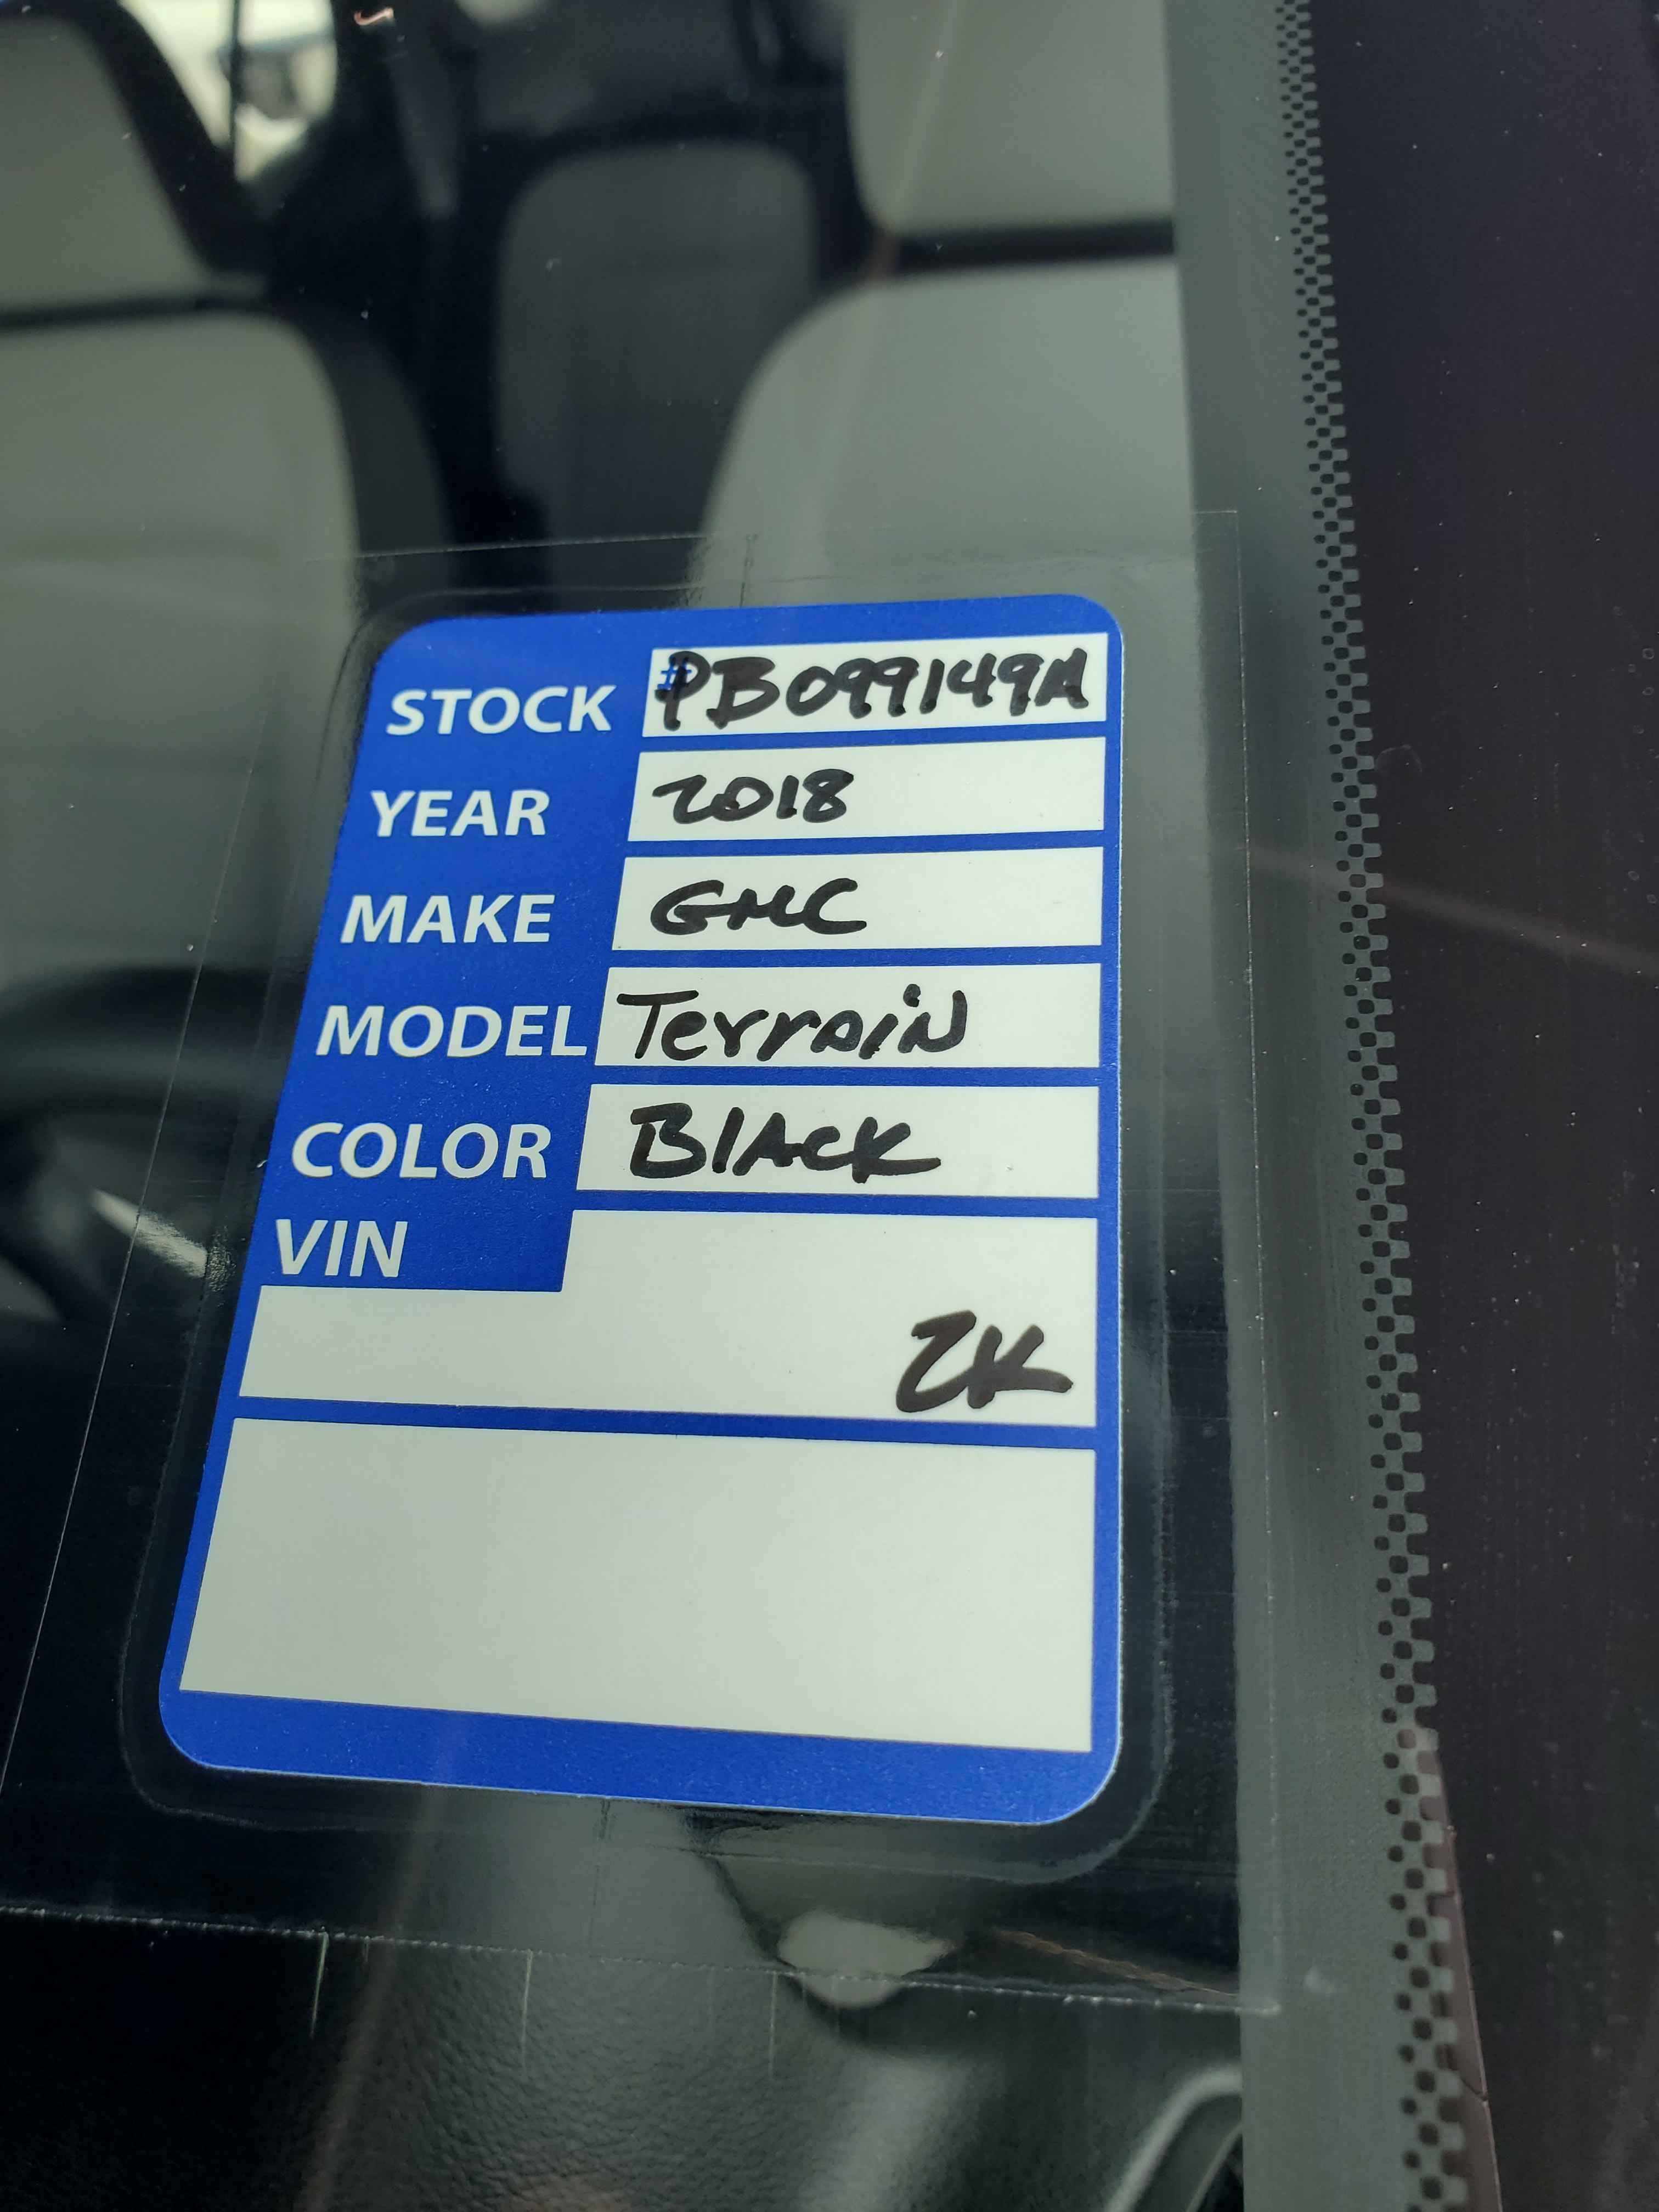 STOCK #PB099149A
YEAR 2018
MAKE GMC
MODEL Terrain
COLOR Black
VIN
ZK